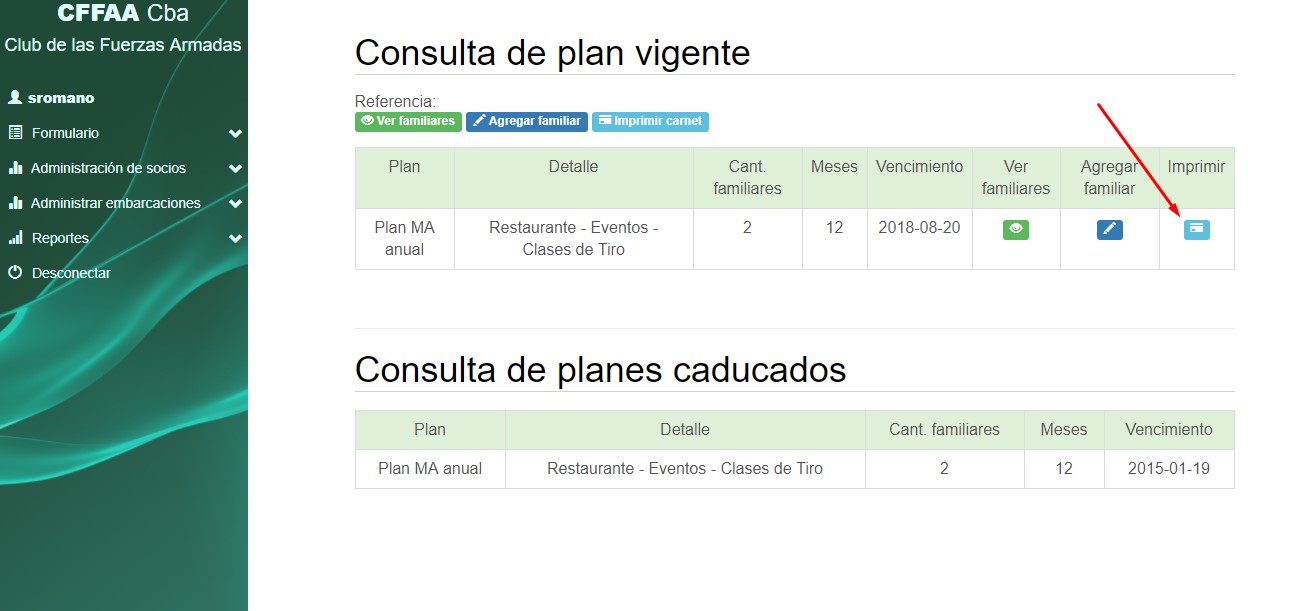 CFFAA Cba
Club de las Fuerzas Armadas
sromano
Formulario
Administración de socios
Administrar embarcaciones
Reportes
Desconectar
Consulta de plan vigente
Referencia:
Ver familiares Agregar familiar Imprimir carnet
Plan Detalle Cant. familiares Meses Vencimiento Ver familiares Agregar familiar Imprimir
Plan MA anual Restaurante - Eventos - Clases de Tiro 2 12 2018-08-20
Consulta de planes caducados
Plan Detalle Cant. familiares Meses Vencimiento
Plan MA anual Restaurante - Eventos - Clases de Tiro 2 12 2015-01-19